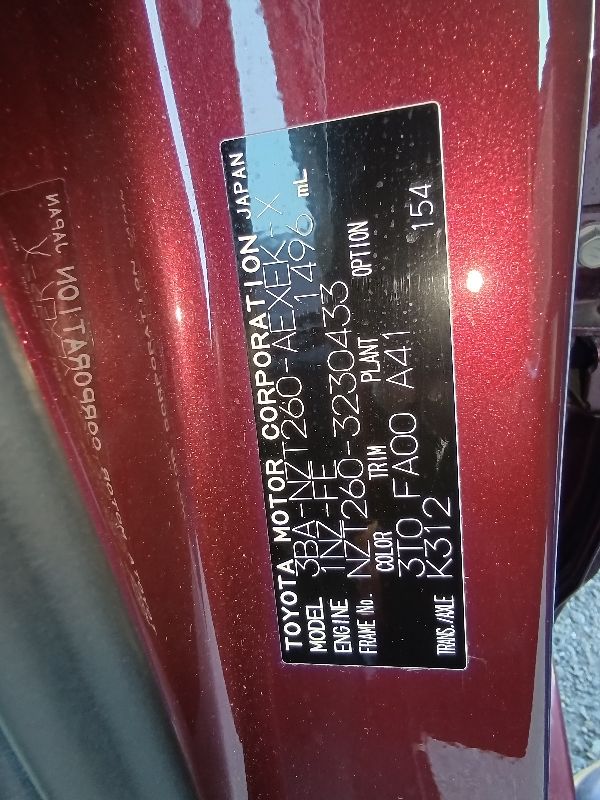 TOYOTA MOTOR CORPORATION JAPAN
MODEL 3BA-NZT260-AEXEK-X
ENGINE 1NZ-FE 1496 mL
FRAME No. NZT260-3230433
COLOR TRIM PLANT OPTION
3T0 FA00 A41 154
TRANS./AXLE K312